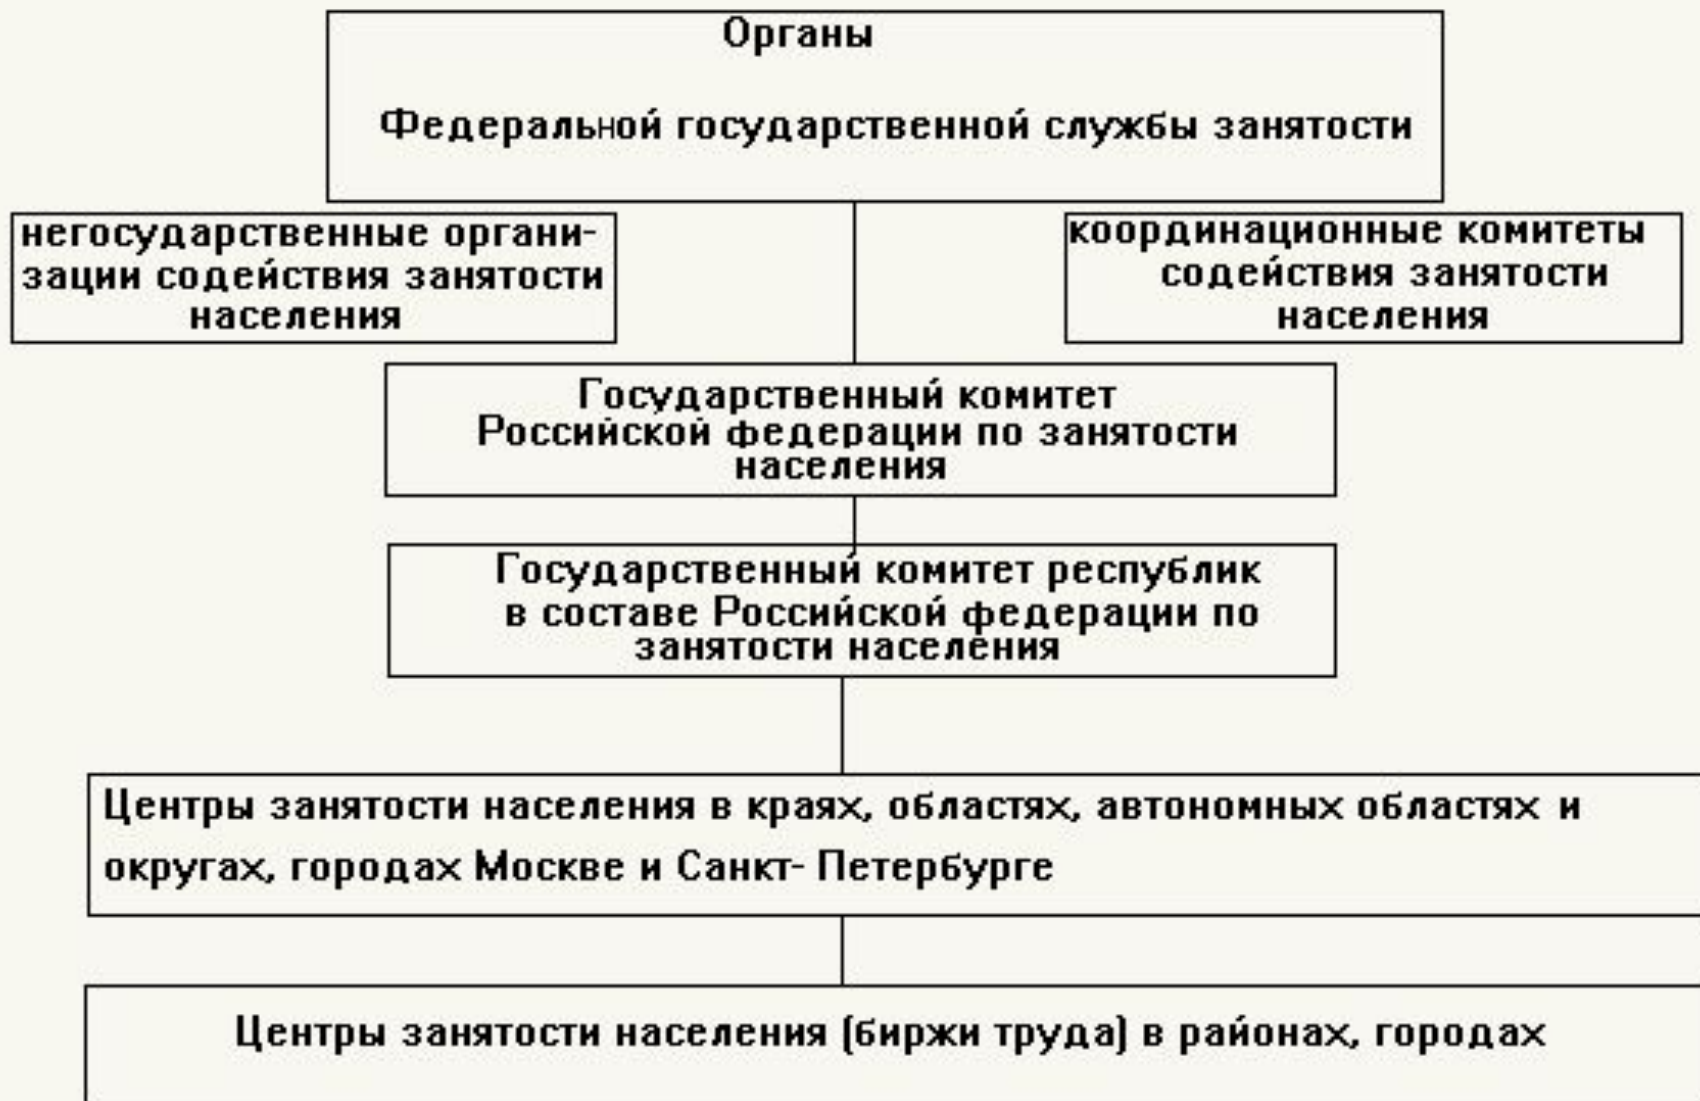 Органы
Федеральной государственной службы занятости
негосударственные органи-
зации содействия занятости
населения
координационные комитеты
содействия занятости
населения
Государственный комитет
Российской федерации по занятости
населения
Государственный комитет республик
в составе Российской федерации по
занятости населения
Центры занятости населения в краях, областях, автономных областях и
округах, городах Москве и Санкт- Петербурге
Центры занятости населения (биржи труда) в районах, городах